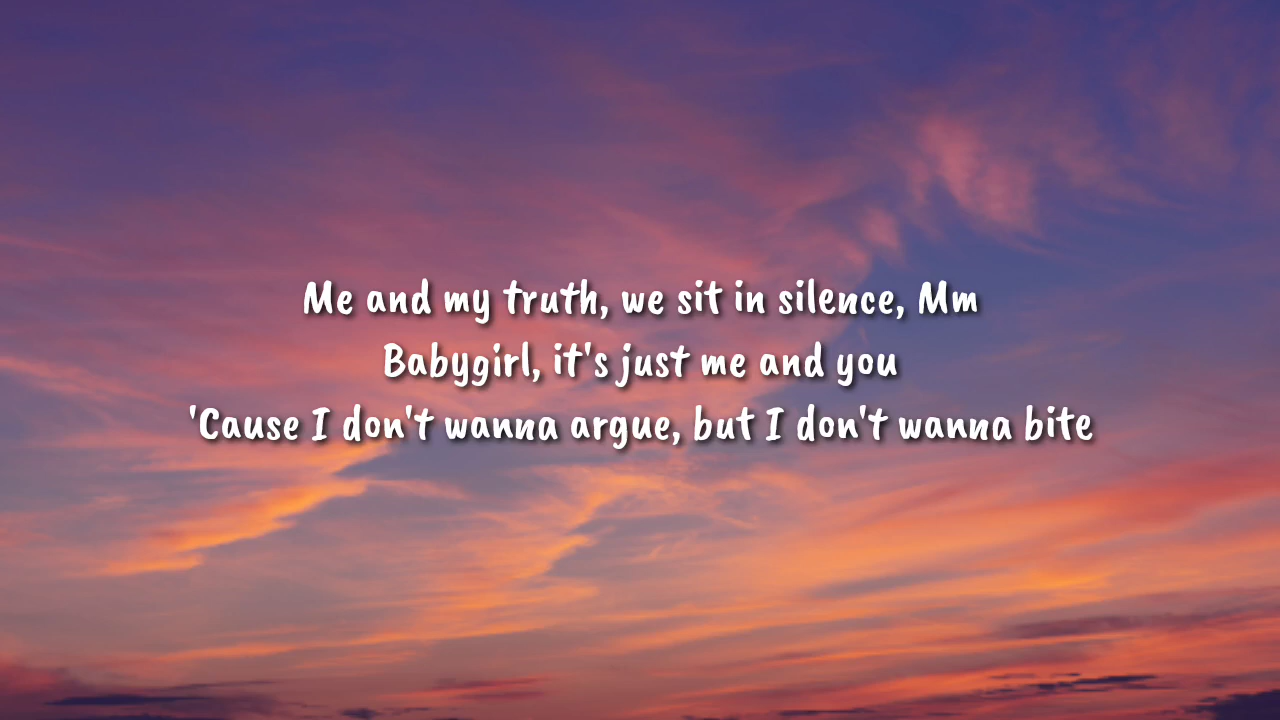 Me and my truth, we sit in silence, Mm
Babygirl, it's just me and you
'Cause I don't wanna argue, but I don't wanna bite